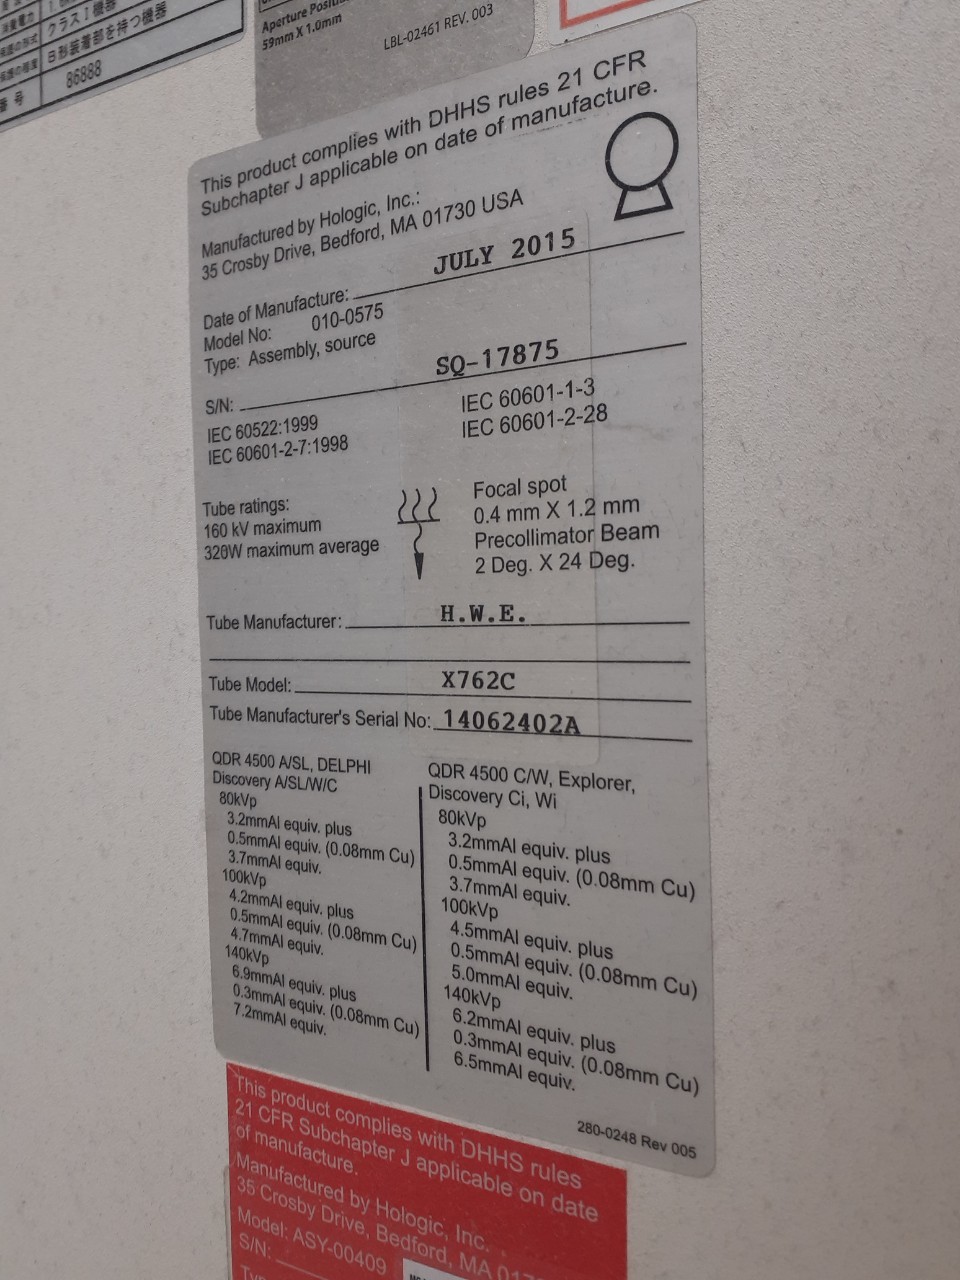 クラスI機器
B形装着部を持つ機器
番号 86888
Aperture
59mm X 1.0mm
LBL-02461 REV. 003
This product complies with DHHS rules 21 CFR
Subchapter J applicable on date of manufacture.
Manufactured by Hologic, Inc.:
35 Crosby Drive, Bedford, MA 01730 USA
Date of Manufacture: JULY 2015
Model No: 010-0575
Type: Assembly, source
S/N: SQ-17875
IEC 60522:1999
IEC 60601-2-7:1998
IEC 60601-1-3
IEC 60601-2-28
Tube ratings:
160 kV maximum
320W maximum average
Focal spot
0.4 mm X 1.2 mm
Precollimator Beam
2 Deg. X 24 Deg.
Tube Manufacturer: H.W.E.
Tube Model: X762C
Tube Manufacturer's Serial No: 14062402A
QDR 4500 A/SL, DELPHI
Discovery A/SL/W/C
80kVp
3.2mmAl equiv. plus
0.5mmAl equiv. (0.08mm Cu)
3.7mmAl equiv.
100kVp
4.2mmAl equiv. plus
0.5mmAl equiv. (0.08mm Cu)
4.7mmAl equiv.
140kVp
6.9mmAl equiv. plus
0.3mmAl equiv. (0.08mm Cu)
7.2mmAl equiv.
QDR 4500 C/W, Explorer,
Discovery Ci, Wi
80kVp
3.2mmAl equiv. plus
0.5mmAl equiv. (0.08mm Cu)
3.7mmAl equiv.
100kVp
4.5mmAl equiv. plus
0.5mmAl equiv. (0.08mm Cu)
5.0mmAl equiv.
140kVp
6.2mmAl equiv. plus
0.3mmAl equiv. (0.08mm Cu)
6.5mmAl equiv.
280-0248 Rev 005
This product complies with DHHS rules
21 CFR Subchapter J applicable on date
of manufacture.
Manufactured by Hologic, Inc.
35 Crosby Drive, Bedford, MA
Model: ASY-00409
S/N: